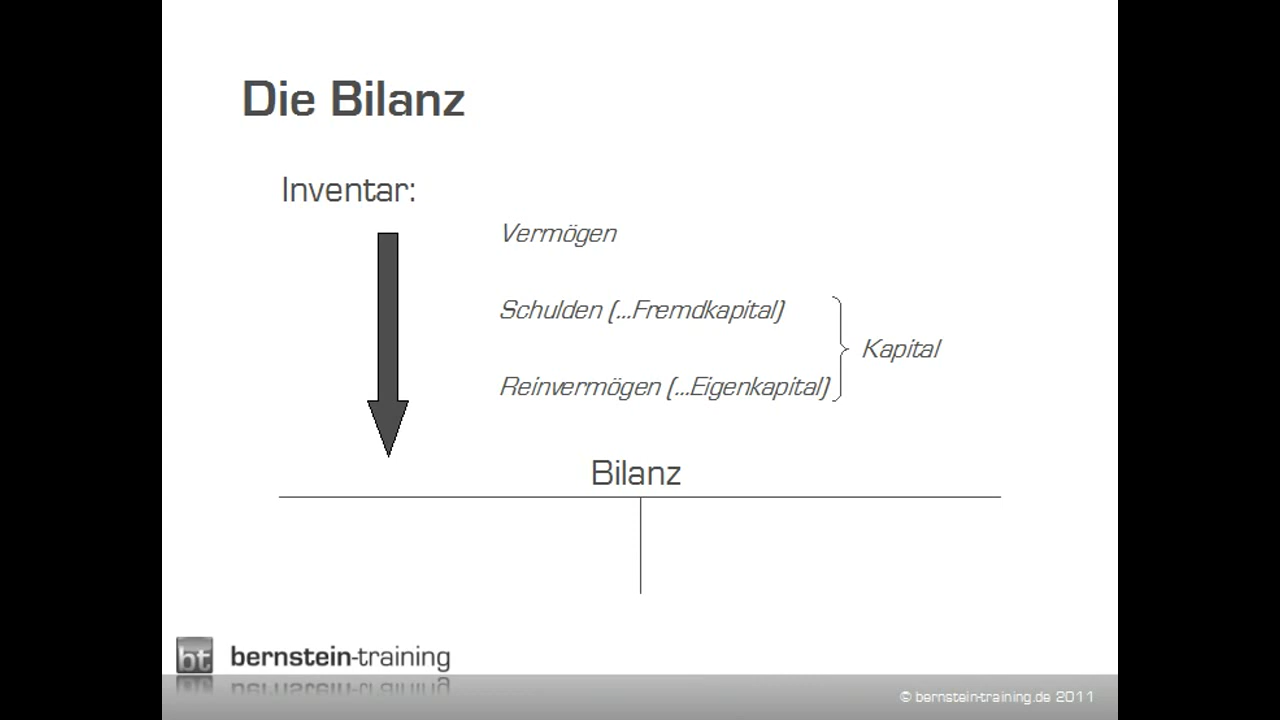 Die Bilanz
Inventar:
Vermögen
Schulden (...Fremdkapital)
Kapital
Reinvermögen (...Eigenkapital)
Bilanz
bt bernstein-training
© bernstein-training.de 2011